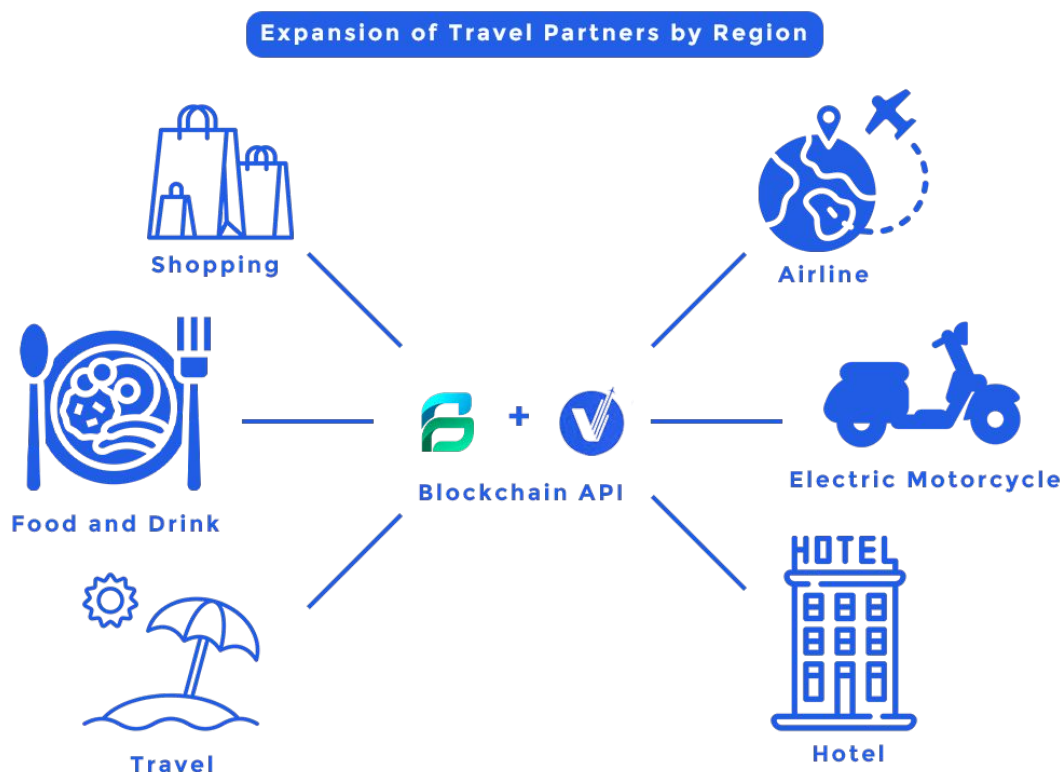 Expansion of Travel Partners by Region
Shopping
Airline
+
Blockchain API
Electric Motorcycle
Food and Drink
HOTEL
Travel
Hotel